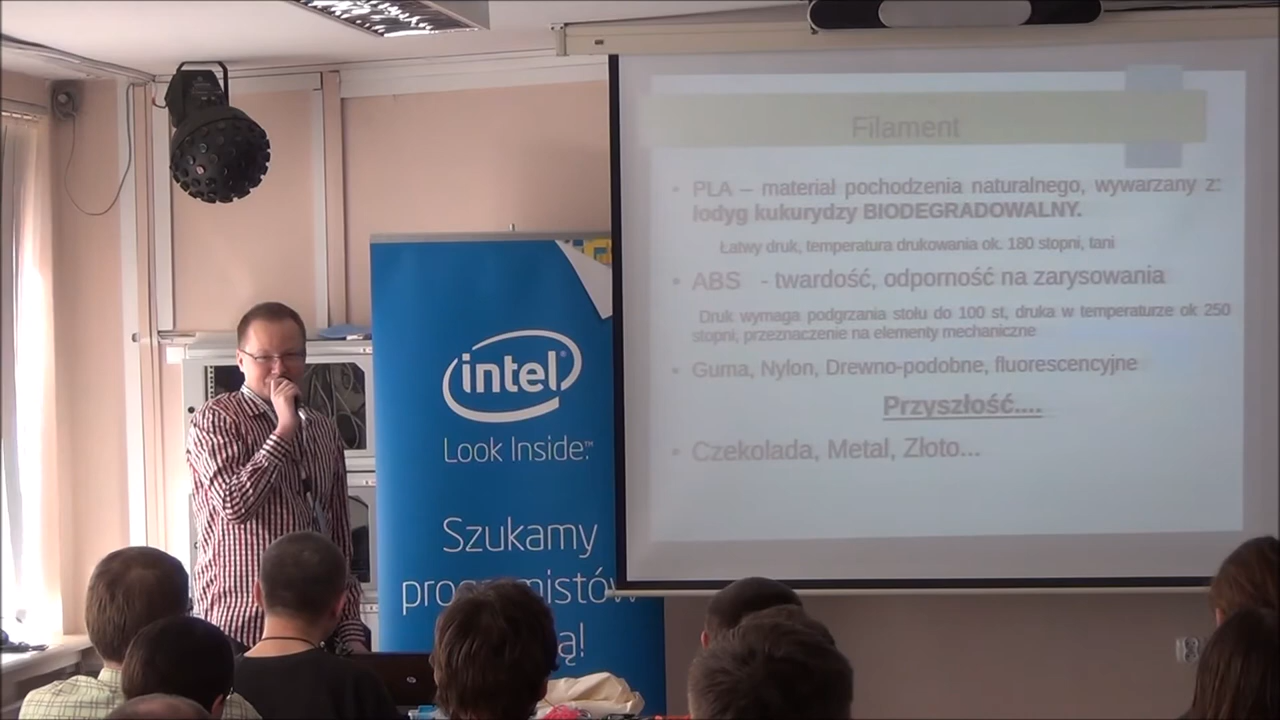 Filament
• PLA – materiał pochodzenia naturalnego, wywarzany z:
łodyg kukurydzy BIODEGRADOWALNY.
Łatwy druk, temperatura drukowania ok. 180 stopni, tani
• ABS - twardość, odporność na zarysowania
Druk wymaga podgrzania stołu do 100 st, druka w temperaturze ok 250
stopni, przeznaczenie na elementy mechaniczne
• Guma, Nylon, Drewno-podobne, fluorescencyjne
Przyszłość....
• Czekolada, Metal, Złoto...
intel®
Look Inside.™
Szukamy